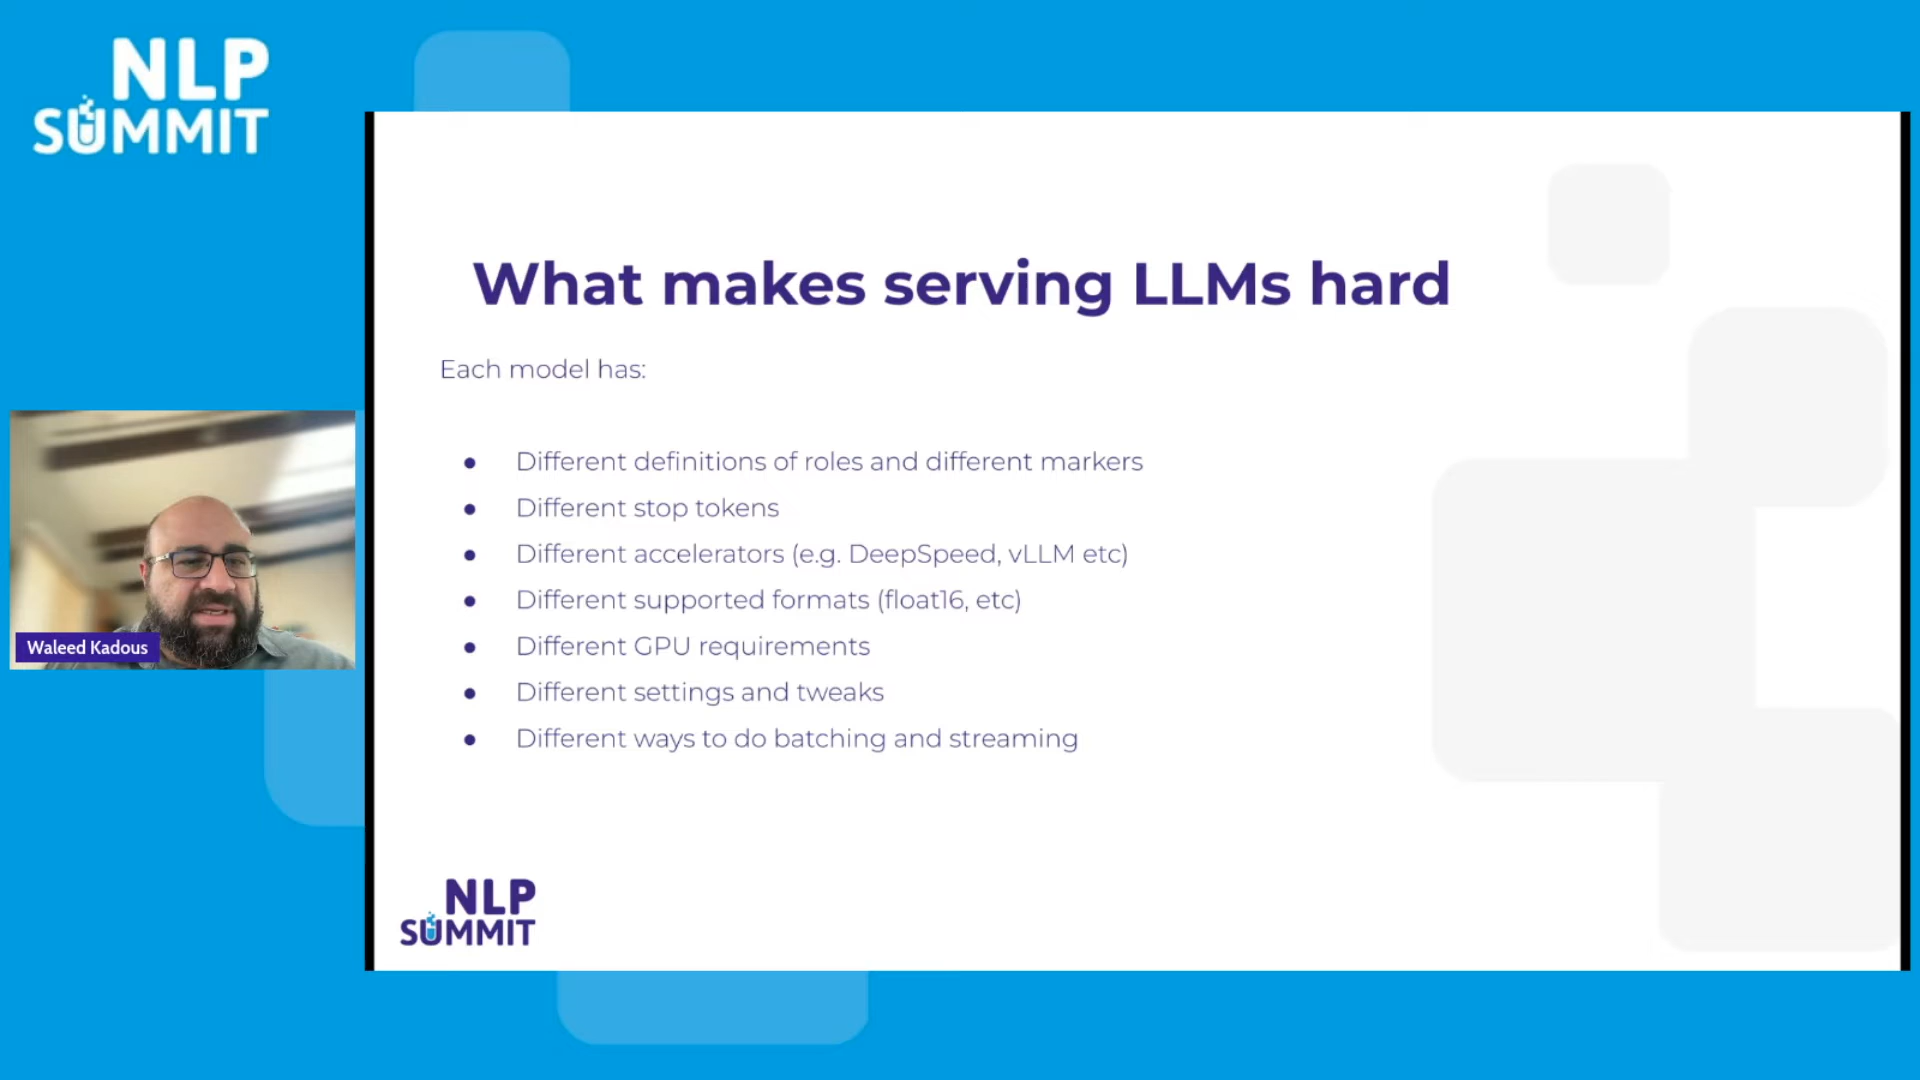 NLP
SUMMIT
What makes serving LLMs hard
Each model has:
● Different definitions of roles and different markers
● Different stop tokens
● Different accelerators (e.g. DeepSpeed, vLLM etc)
● Different supported formats (float16, etc)
● Different GPU requirements
● Different settings and tweaks
● Different ways to do batching and streaming
Waleed Kadous
NLP
SUMMIT